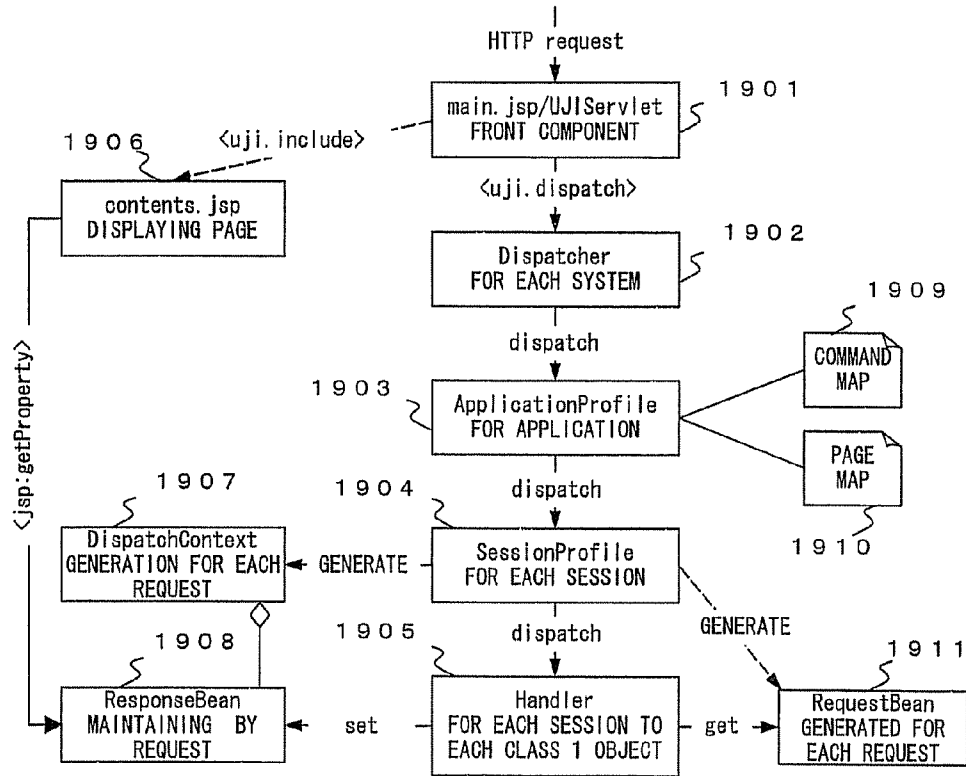 HTTP request
1901
main.jsp/UJIServlet
FRONT COMPONENT
1906
<uji.include>
contents.jsp
DISPLAYING PAGE
<uji.dispatch>
1902
Dispatcher
FOR EACH SYSTEM
1909
COMMAND
MAP
dispatch
1903
ApplicationProfile
FOR APPLICATION
PAGE
MAP
1910
<jsp:getProperty>
dispatch
1907
1904
DispatchContext
GENERATION FOR EACH
REQUEST
GENERATE
SessionProfile
FOR EACH SESSION
GENERATE
dispatch
1905
1908
1911
ResponseBean
MAINTAINING BY
REQUEST
set
Handler
FOR EACH SESSION TO
EACH CLASS 1 OBJECT
get
RequestBean
GENERATED FOR
EACH REQUEST